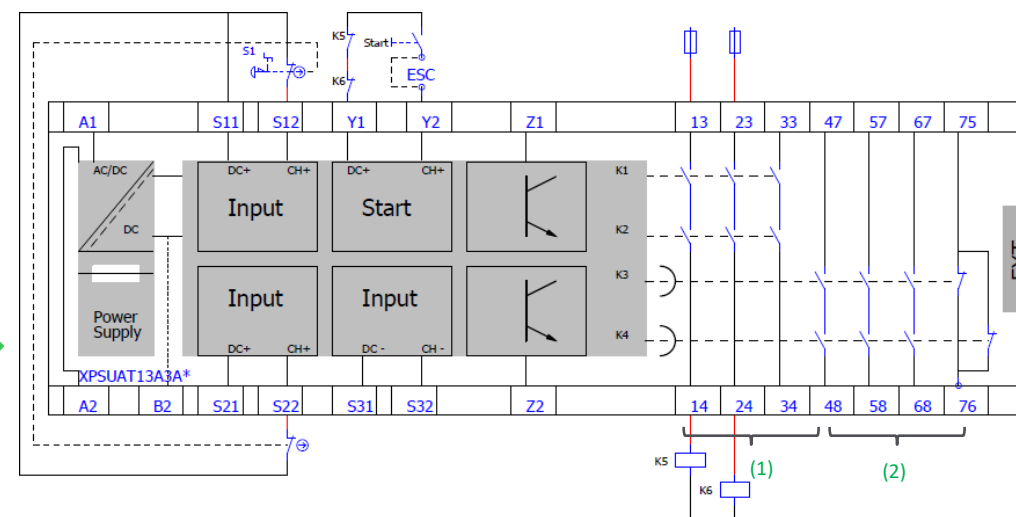 K5
Start
S1
K6
ESC
A1
S11
S12
Y1
Y2
Z1
13
23
33
47
57
67
75
AC/DC
DC
DC+
CH+
DC+
CH+
K1
Input
Start
K2
K3
Input
Input
Power
Supply
K4
DC+
CH+
DC -
CH -
XPSUAT13A3A*
A2
B2
S21
S22
S31
S32
Z2
14
24
34
48
58
68
76
K5
(1)
(2)
K6